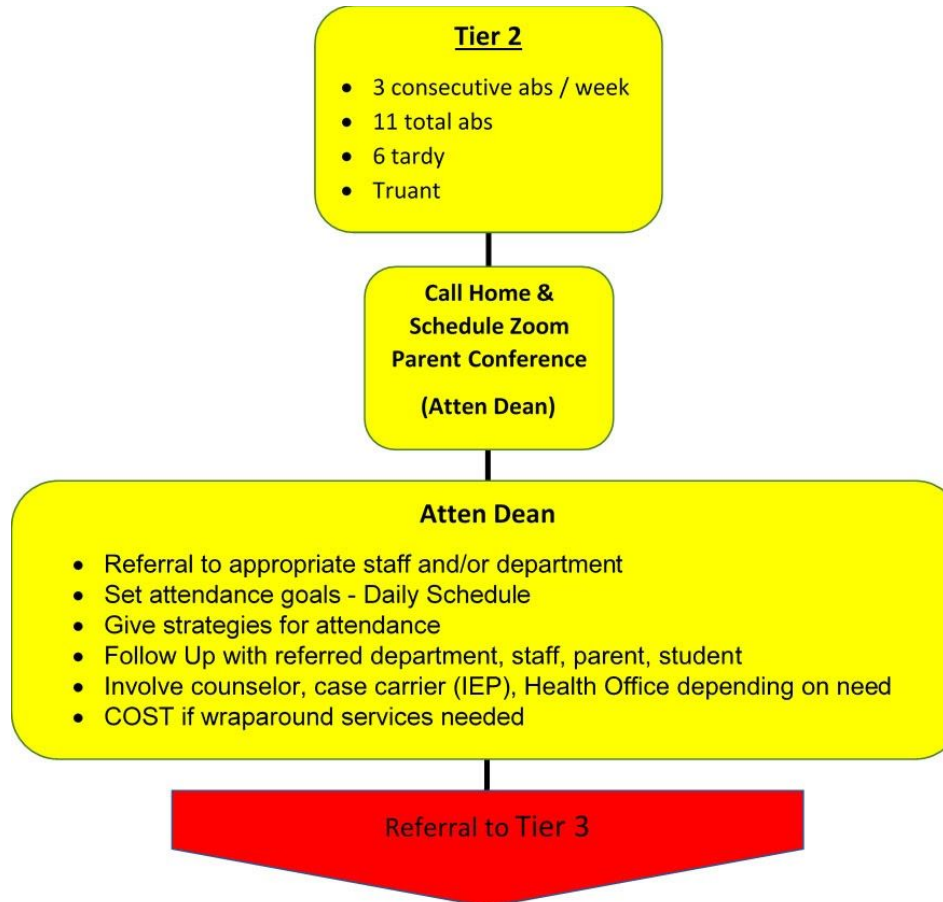 Tier 2
• 3 consecutive abs / week
• 11 total abs
• 6 tardy
• Truant
Call Home &
Schedule Zoom
Parent Conference
(Atten Dean)
Atten Dean
• Referral to appropriate staff and/or department
• Set attendance goals - Daily Schedule
• Give strategies for attendance
• Follow Up with referred department, staff, parent, student
• Involve counselor, case carrier (IEP), Health Office depending on need
• COST if wraparound services needed
Referral to Tier 3